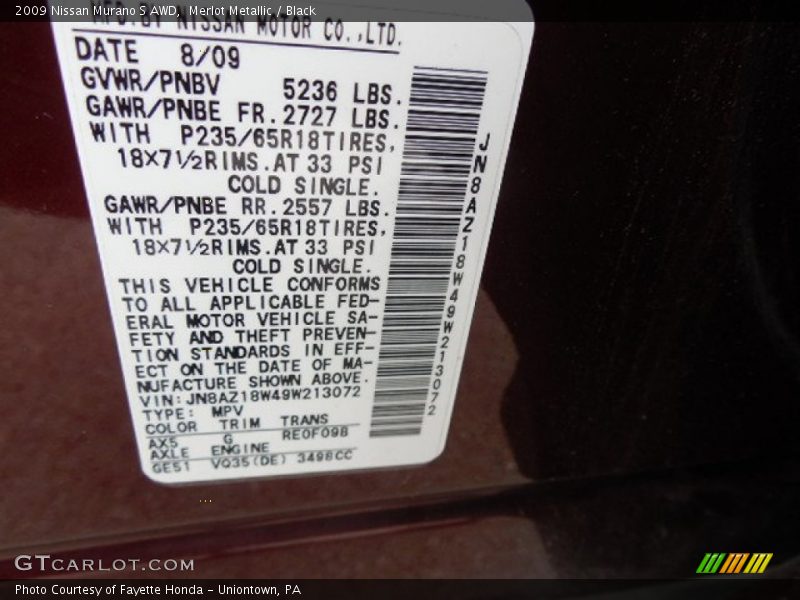 2009 Nissan Murano S AWD, Merlot Metallic / Black
MFD.BY NISSAN MOTOR CO.,LTD.
DATE 8/09
GVWR/PNBV 5236 LBS.
GAWR/PNBE FR.2727 LBS.
WITH P235/65R18TIRES,
18X7½RIMS.AT 33 PSI
COLD SINGLE.
GAWR/PNBE RR.2557 LBS.
WITH P235/65R18TIRES,
18X7½RIMS.AT 33 PSI
COLD SINGLE.
THIS VEHICLE CONFORMS
TO ALL APPLICABLE FED-
ERAL MOTOR VEHICLE SA-
FETY AND THEFT PREVEN-
TION STANDARDS IN EFF-
ECT ON THE DATE OF MA-
NUFACTURE SHOWN ABOVE.
VIN:JN8AZ18W49W213072
TYPE: MPV
COLOR TRIM TRANS
AX5 G RE0F09B
AXLE ENGINE
GE51 VQ35(DE) 3498CC
JN8AZ18W49W213072
GTCARLOT.COM
Photo Courtesy of Fayette Honda - Uniontown, PA